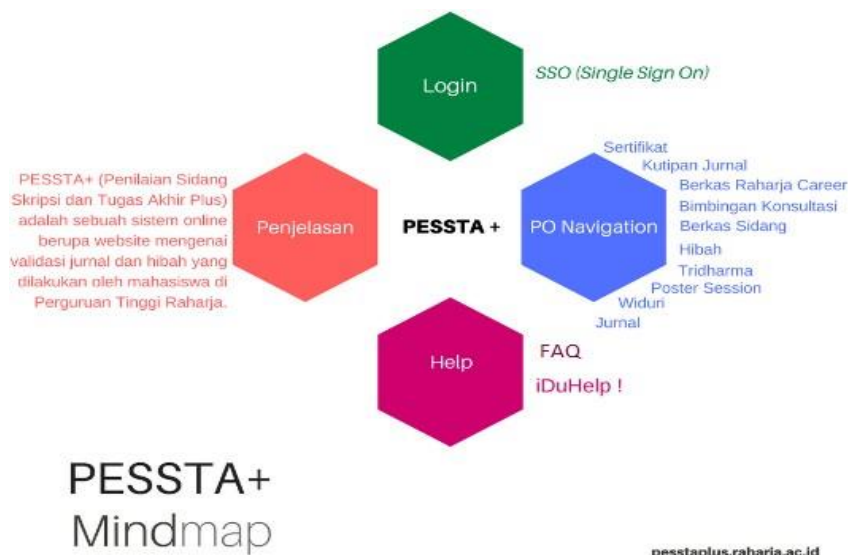 Login
SSO (Single Sign On)
PESSTA+ (Penilaian Sidang
Skripsi dan Tugas Akhir Plus)
adalah sebuah sistem online
berupa website mengenai
validasi jurnal dan hibah yang
dilakukan oleh mahasiswa di
Perguruan Tinggi Raharja.
Penjelasan
PESSTA +
PO Navigation
Sertifikat
Kutipan Jurnal
Berkas Raharja Career
Bimbingan Konsultasi
Berkas Sidang
Hibah
Tridharma
Poster Session
Widuri
Jurnal
Help
FAQ
iDuHelp !
PESSTA+
Mindmap
pesstaplus.raharja.ac.id